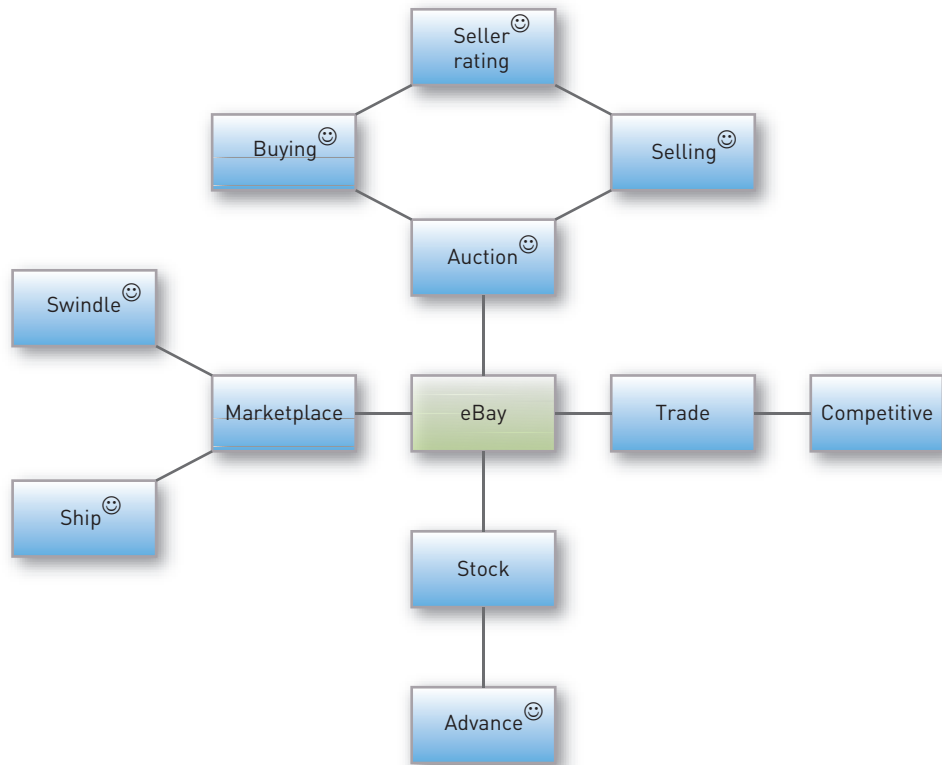 Seller
rating
Buying
Selling
Auction
Swindle
Marketplace
eBay
Trade
Competitive
Ship
Stock
Advance